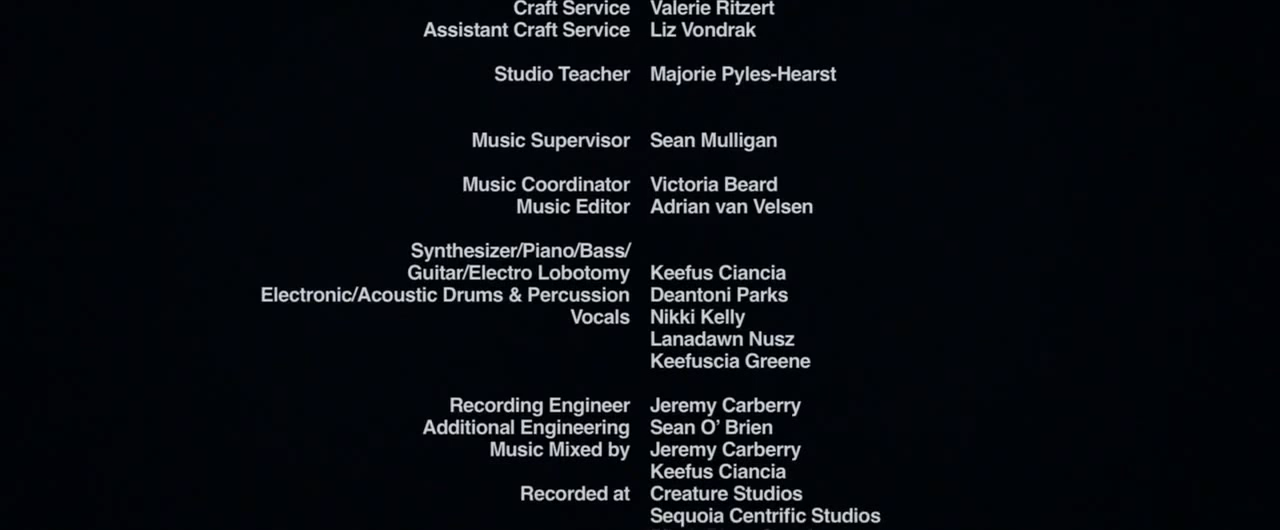 Craft Service Valerie Ritzert
Assistant Craft Service Liz Vondrak
Studio Teacher Majorie Pyles-Hearst
Music Supervisor Sean Mulligan
Music Coordinator Victoria Beard
Music Editor Adrian van Velsen
Synthesizer/Piano/Bass/
Guitar/Electro Lobotomy Keefus Ciancia
Electronic/Acoustic Drums & Percussion Deantoni Parks
Vocals Nikki Kelly
Lanadawn Nusz
Keefuscia Greene
Recording Engineer Jeremy Carberry
Additional Engineering Sean O’ Brien
Music Mixed by Jeremy Carberry
Keefus Ciancia
Recorded at Creature Studios
Sequoia Centrific Studios